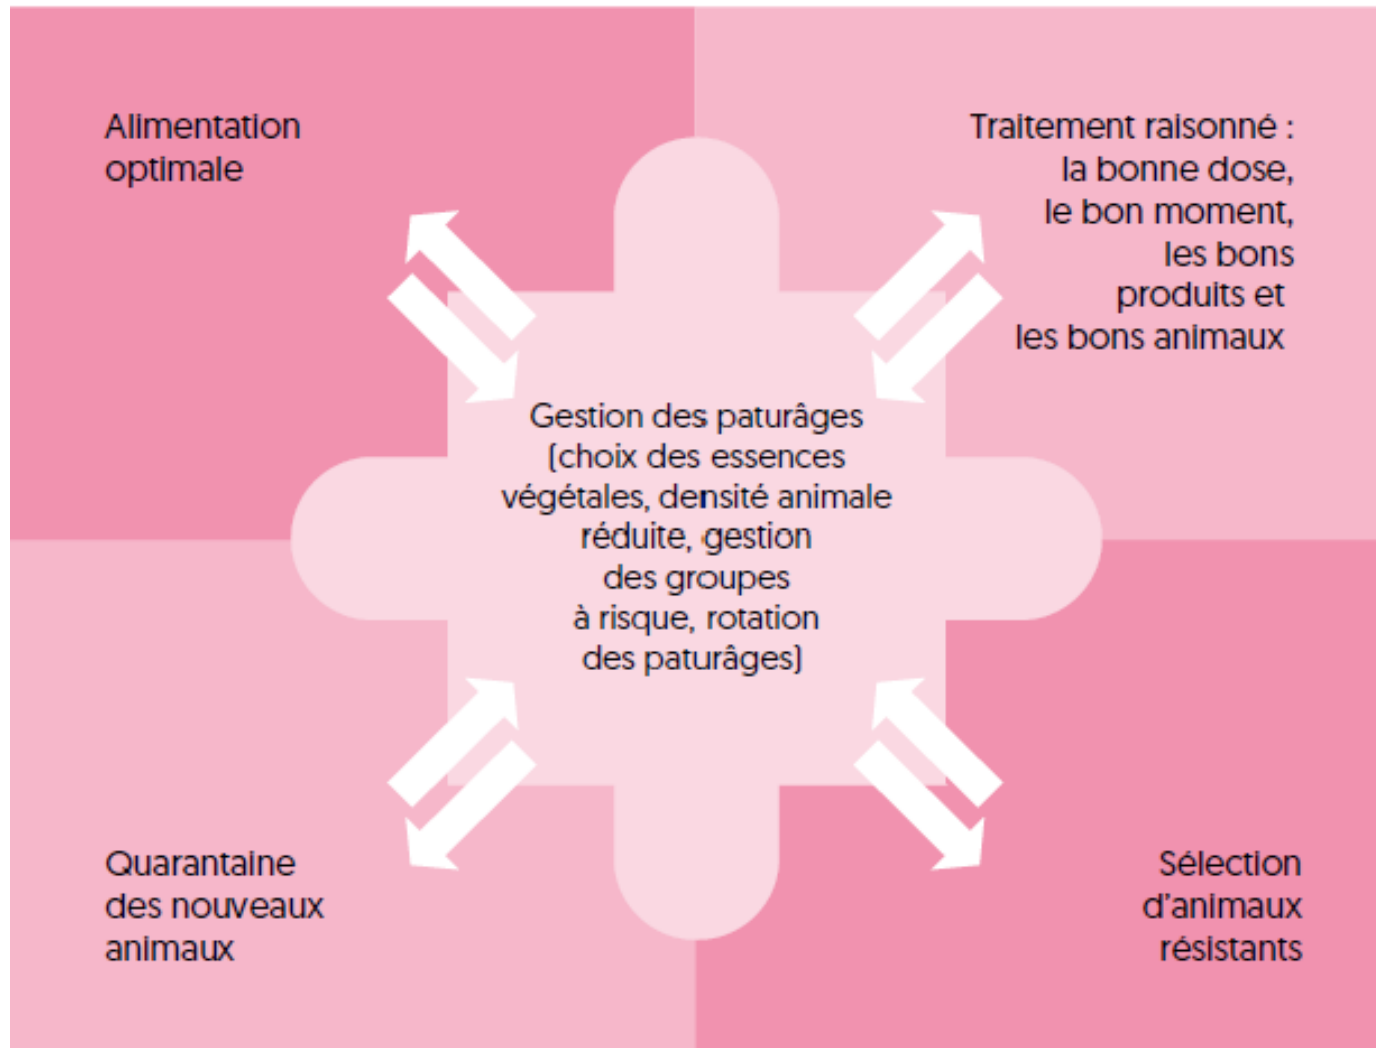 Alimentation
optimale
Traitement raisonné :
la bonne dose,
le bon moment,
les bons
produits et
les bons animaux
Gestion des paturâges
(choix des essences
végétales, densité animale
réduite, gestion
des groupes
à risque, rotation
des paturâges)
Quarantaine
des nouveaux
animaux
Sélection
d'animaux
résistants